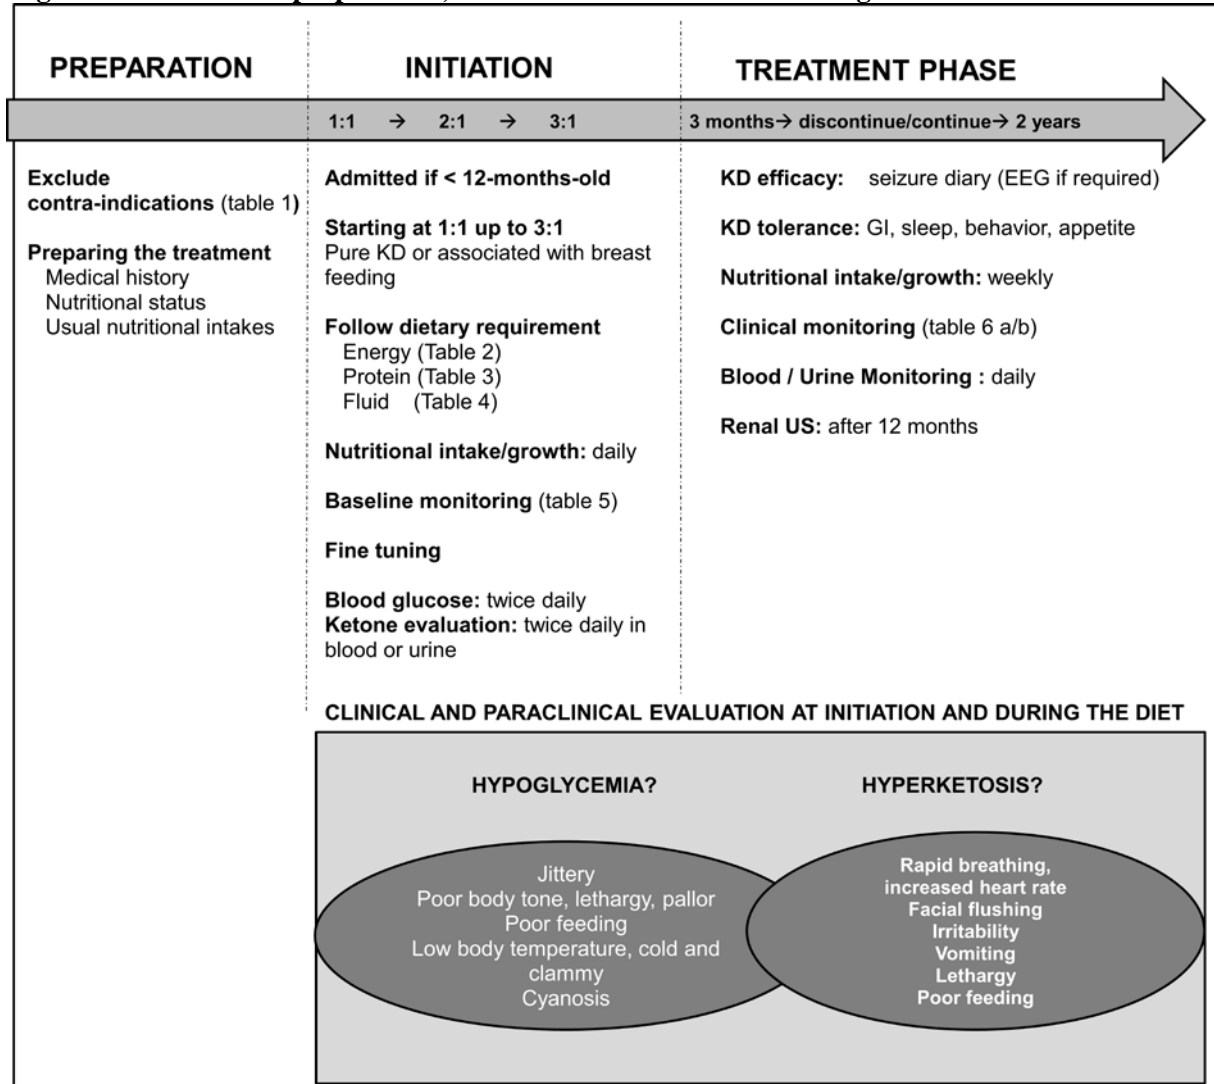 PREPARATION
INITIATION
TREATMENT PHASE
1:1 → 2:1 → 3:1
3 months→ discontinue/continue→ 2 years
Exclude
contra-indications (table 1)
Preparing the treatment
Medical history
Nutritional status
Usual nutritional intakes
Admitted if < 12-months-old
Starting at 1:1 up to 3:1
Pure KD or associated with breast
feeding
Follow dietary requirement
Energy (Table 2)
Protein (Table 3)
Fluid (Table 4)
Nutritional intake/growth: daily
Baseline monitoring (table 5)
Fine tuning
Blood glucose: twice daily
Ketone evaluation: twice daily in
blood or urine
KD efficacy: seizure diary (EEG if required)
KD tolerance: GI, sleep, behavior, appetite
Nutritional intake/growth: weekly
Clinical monitoring (table 6 a/b)
Blood / Urine Monitoring : daily
Renal US: after 12 months
CLINICAL AND PARACLINICAL EVALUATION AT INITIATION AND DURING THE DIET
HYPOGLYCEMIA?
Jittery
Poor body tone, lethargy, pallor
Poor feeding
Low body temperature, cold and
clammy
Cyanosis
HYPERKETOSIS?
Rapid breathing,
increased heart rate
Facial flushing
Irritability
Vomiting
Lethargy
Poor feeding